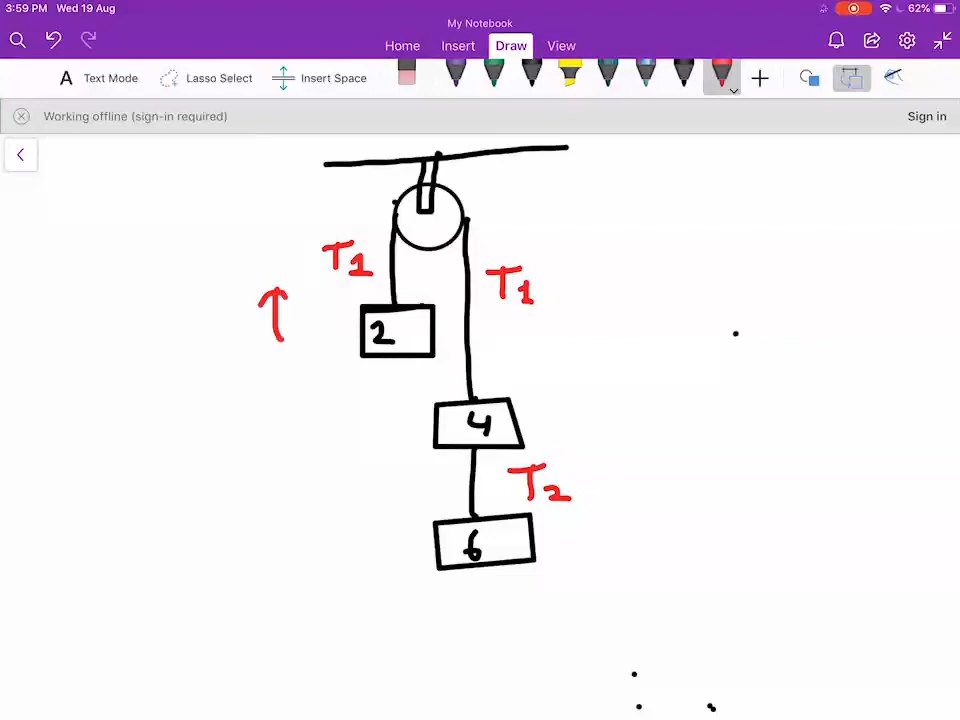 3:59 PM Wed 19 Aug
62%
My Notebook
Home Insert Draw View
A Text Mode Lasso Select Insert Space
Working offline (sign-in required) Sign in
T1
T1
2
4
T2
6